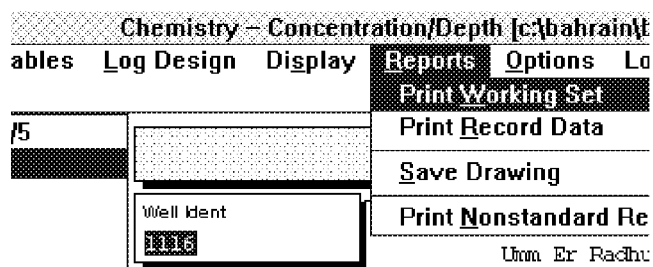 Chemistry – Concentration/Depth [c:\bahrain\
ables Log Design Display Reports Options Lo
Print Working Set
/5 Print Record Data
Save Drawing
Well Ident Print Nonstandard Re
1116
Umm Er Radhu